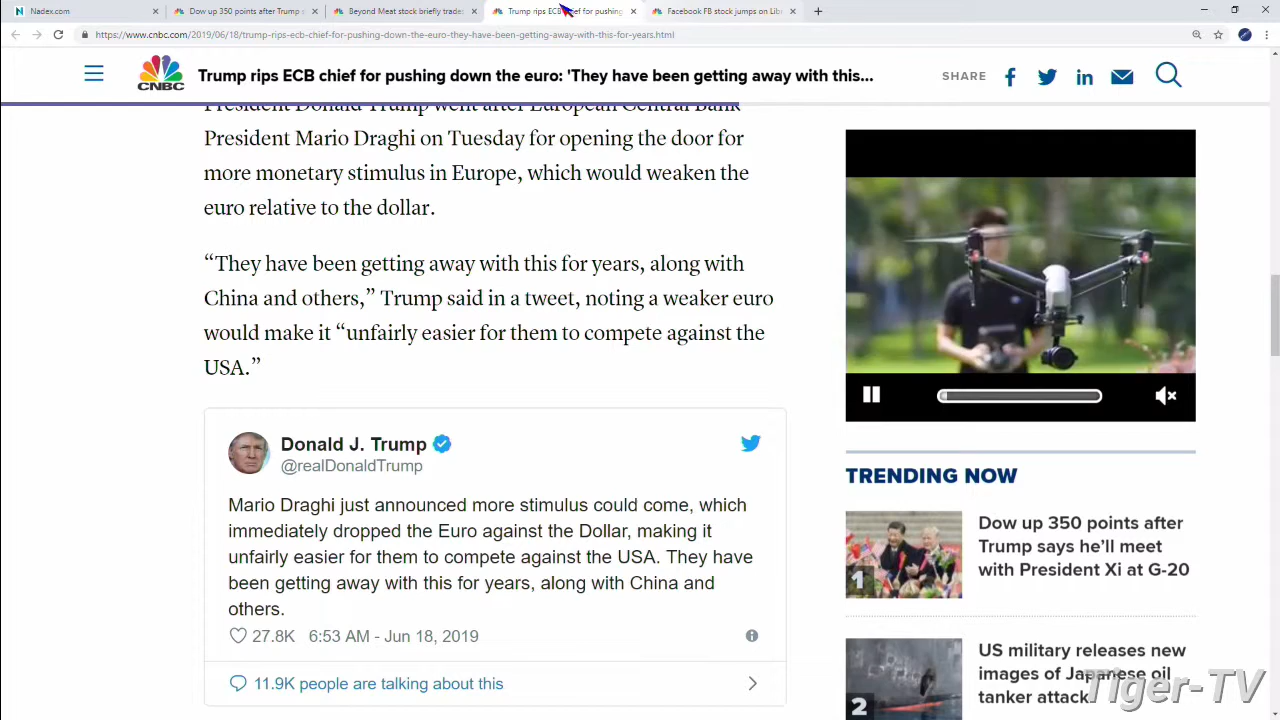 Nadex.com
Dow up 350 points after Trump
Beyond Meat stock briefly trades
Trump rips ECB chief for pushing
Facebook FB stock jumps on Lib
https://www.cnbc.com/2019/06/18/trump-rips-ecb-chief-for-pushing-down-the-euro-they-have-been-getting-away-with-this-for-years.html
CNBC
Trump rips ECB chief for pushing down the euro: 'They have been getting away with this...
SHARE
President Donald Trump went after European Central Bank
President Mario Draghi on Tuesday for opening the door for
more monetary stimulus in Europe, which would weaken the
euro relative to the dollar.
“They have been getting away with this for years, along with
China and others,” Trump said in a tweet, noting a weaker euro
would make it “unfairly easier for them to compete against the
USA.”
Donald J. Trump
@realDonaldTrump
Mario Draghi just announced more stimulus could come, which
immediately dropped the Euro against the Dollar, making it
unfairly easier for them to compete against the USA. They have
been getting away with this for years, along with China and
others.
27.8K 6:53 AM - Jun 18, 2019
11.9K people are talking about this
TRENDING NOW
1
Dow up 350 points after
Trump says he’ll meet
with President Xi at G-20
2
US military releases new
images of Japanese oil
tanker attack
Tiger-TV